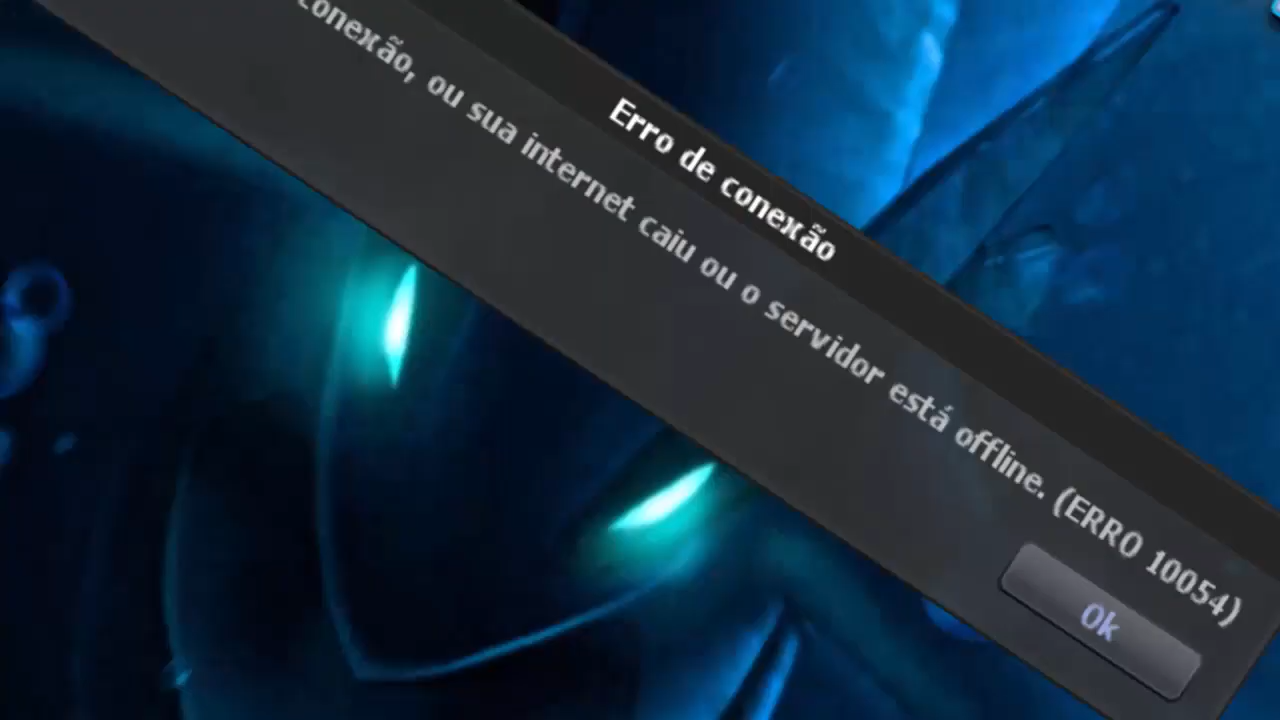 Erro de conexão
conexão, ou sua internet caiu ou o servidor está offline. (ERRO 10054)
Ok